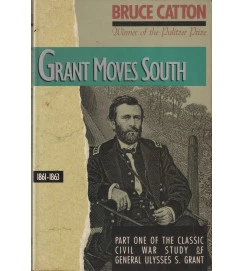 BRUCE CATTON
Winner of the Pulitzer Prize
GRANT MOVES SOUTH
1861-1863
PART ONE OF THE CLASSIC
CIVIL WAR STUDY OF
GENERAL ULYSSES S. GRANT